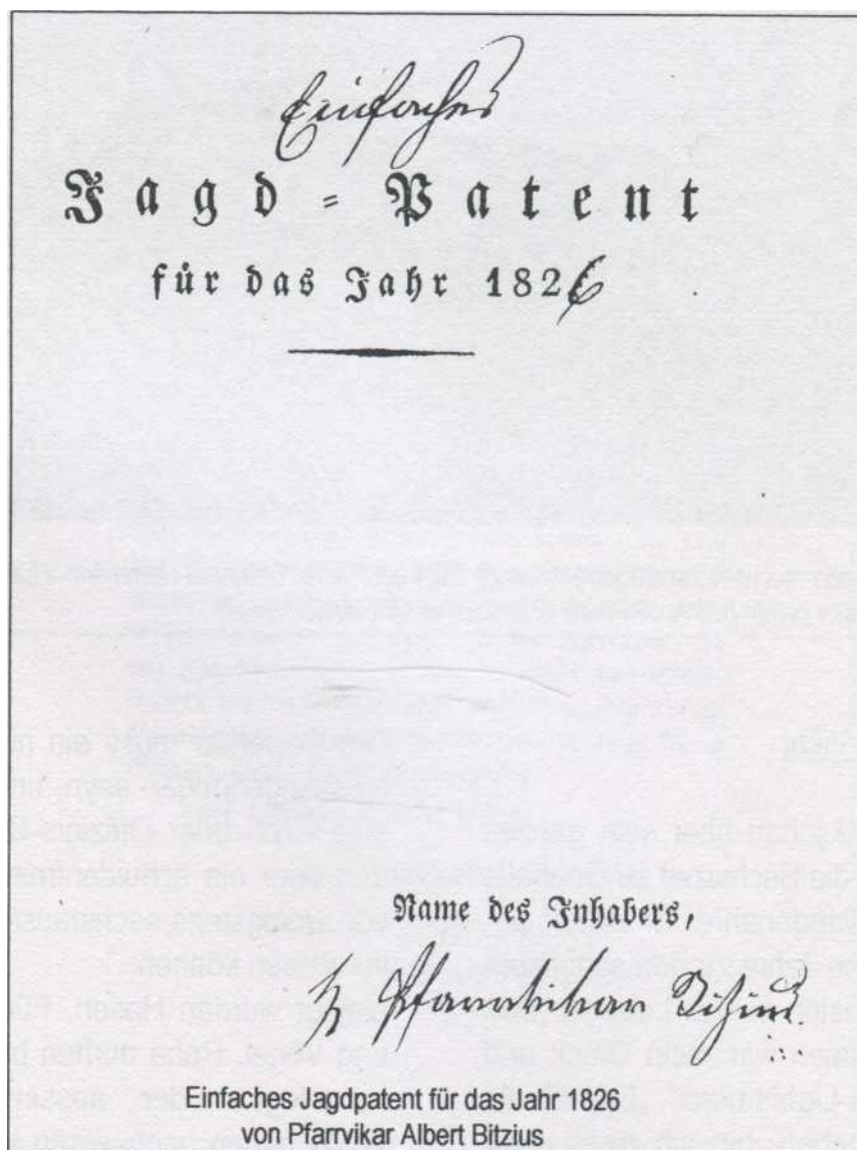 Einfaches
Jagd = Patent
für das Jahr 1826
Name des Inhabers,
Hr Pfarrvikar Bitzius.
Einfaches Jagdpatent für das Jahr 1826
von Pfarrvikar Albert Bitzius